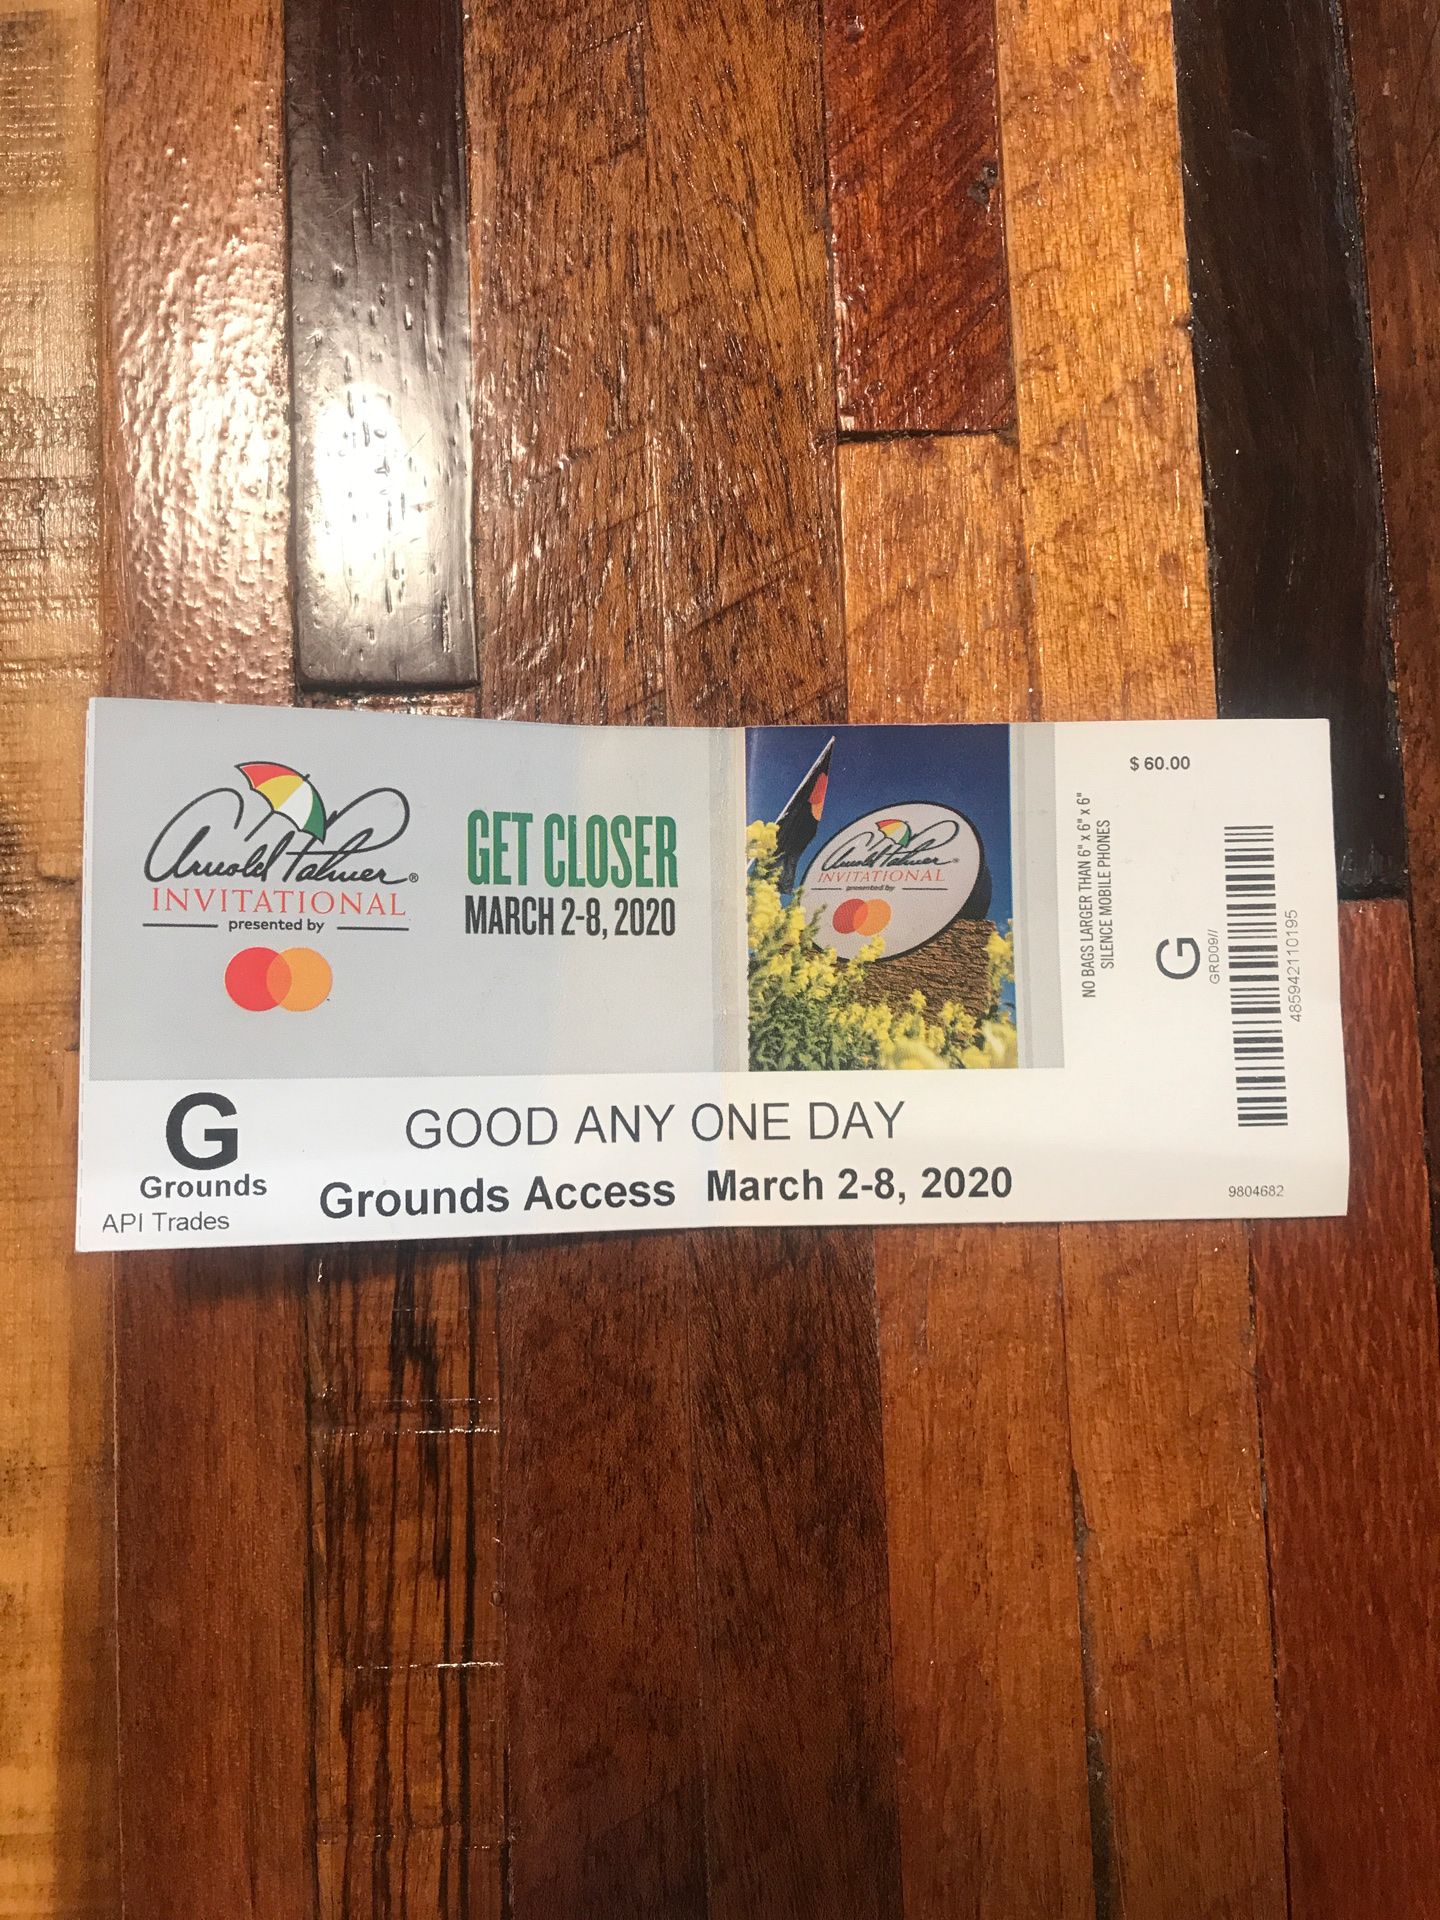 Arnold Palmer®
INVITATIONAL
presented by
GET CLOSER
MARCH 2-8, 2020
Arnold Palmer®
INVITATIONAL
presented by
$ 60.00
NO BAGS LARGER THAN 6" x 6" x 6"
SILENCE MOBILE PHONES
G
GRD09//
485942110195
G
Grounds
API Trades
GOOD ANY ONE DAY
Grounds Access March 2-8, 2020
9804682